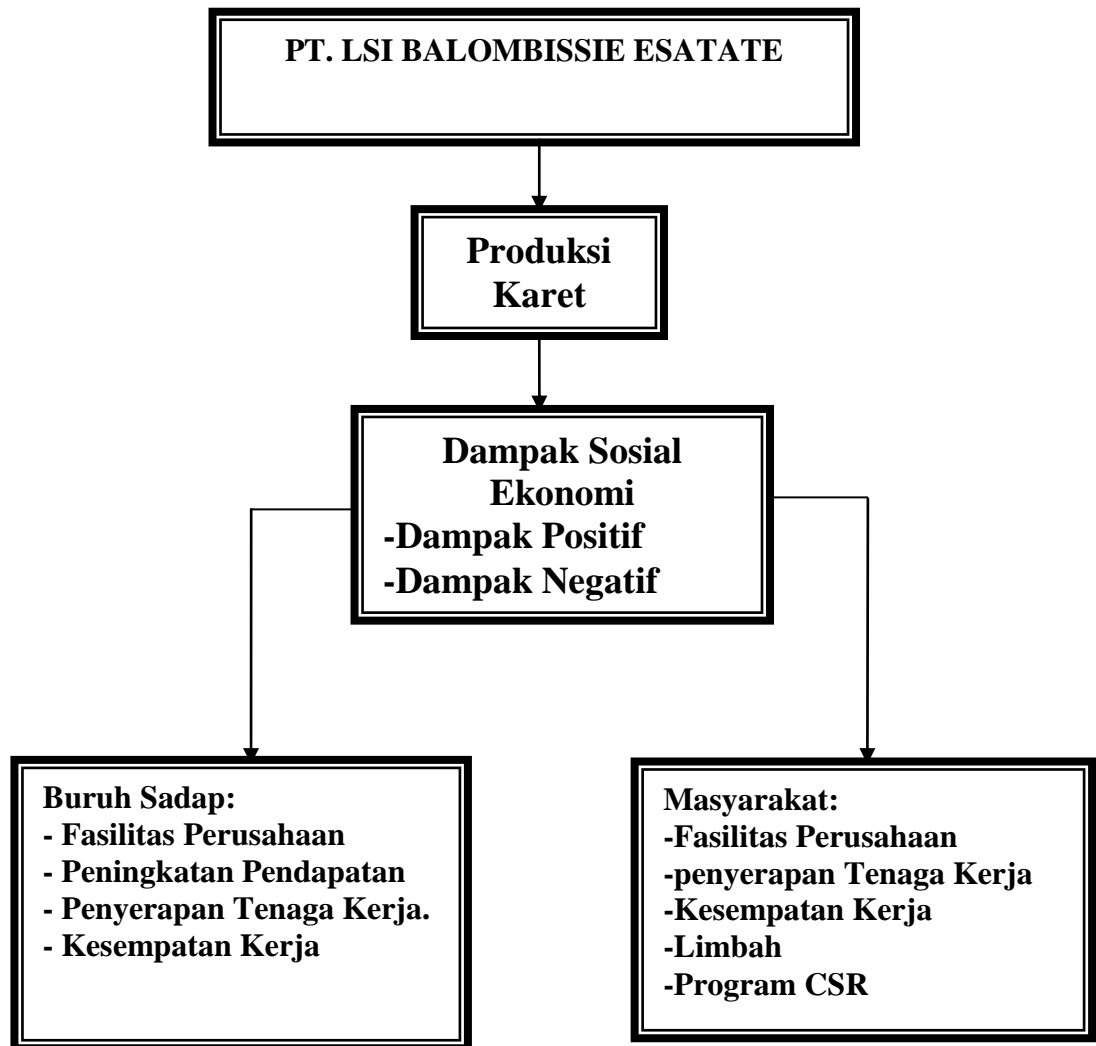 PT. LSI BALOMBISSIE ESATATE
Produksi
Karet
Dampak Sosial
Ekonomi
-Dampak Positif
-Dampak Negatif
Buruh Sadap:
- Fasilitas Perusahaan
- Peningkatan Pendapatan
- Penyerapan Tenaga Kerja.
- Kesempatan Kerja
Masyarakat:
-Fasilitas Perusahaan
-penyerapan Tenaga Kerja
-Kesempatan Kerja
-Limbah
-Program CSR